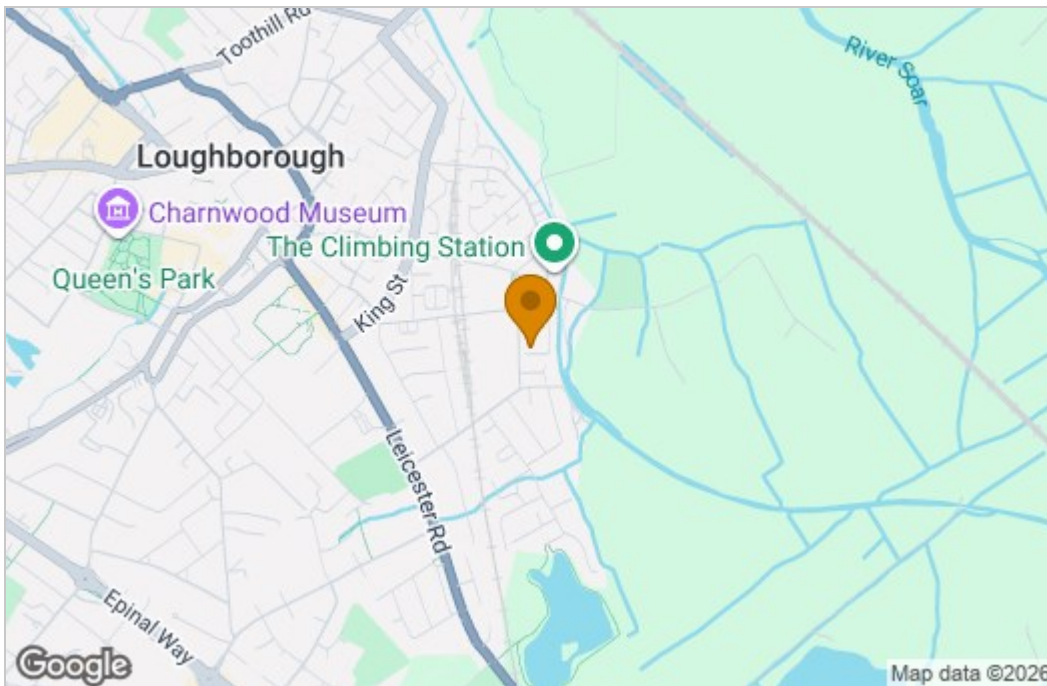 Toothill Rd
River Soar
Loughborough
Charnwood Museum
The Climbing Station
Queen's Park
King St
Leicester Rd
Epinal Way
Google
Map data ©2026